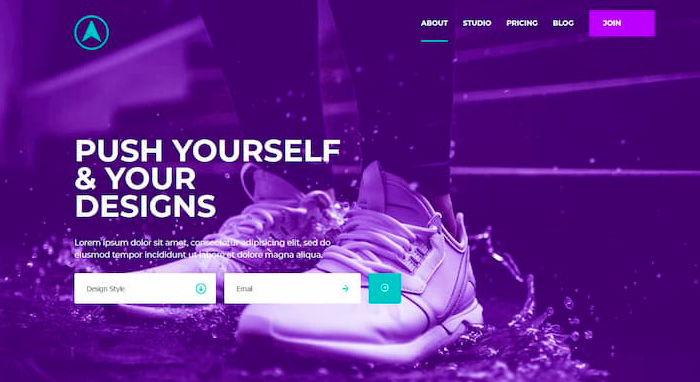 ABOUT STUDIO PRICING BLOG JOIN
PUSH YOURSELF
& YOUR
DESIGNS
Lorem ipsum dolor sit amet, consectetur adipisicing elit, sed do
eiusmod tempor incididunt ut labore et dolore magna aliqua.
Design Style Email